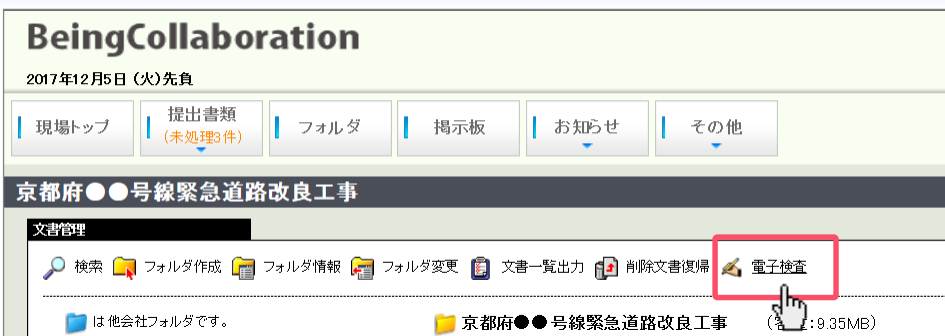 BeingCollaboration
2017年12月5日 (火)先負
現場トップ
提出書類
(未処理3件)
フォルダ
掲示板
お知らせ
その他
京都府●●号線緊急道路改良工事
文書管理
検索 フォルダ作成 フォルダ情報 フォルダ変更 文書一覧出力 削除文書復帰 電子検査
は他会社フォルダです。 京都府●●号線緊急道路改良工事 :9.35MB)